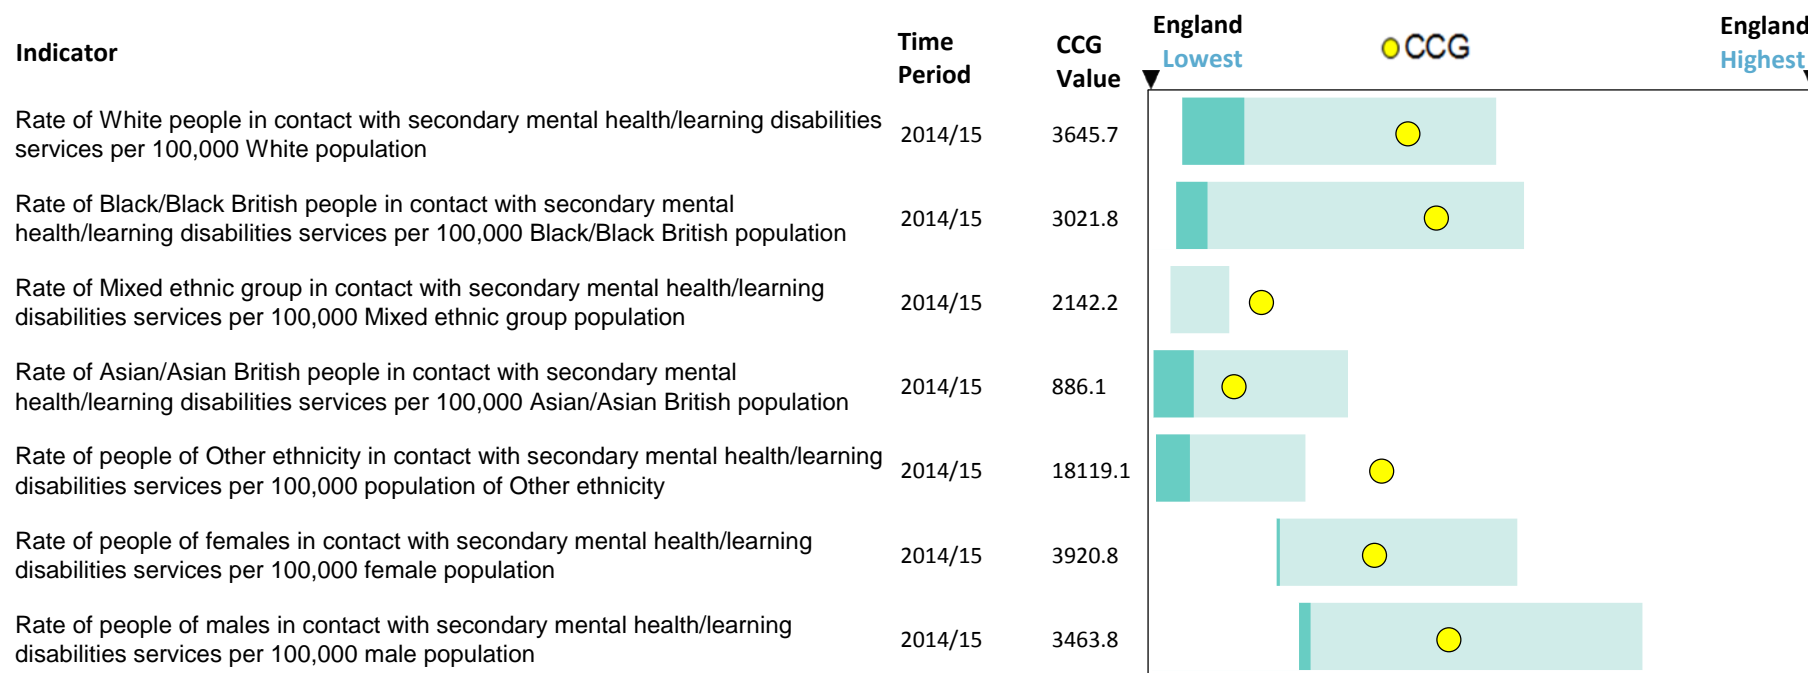 Indicator
Time
Period
CCG
Value
England
Lowest
CCG
England
Highest
Rate of White people in contact with secondary mental health/learning disabilities
services per 100,000 White population
2014/15
3645.7
Rate of Black/Black British people in contact with secondary mental
health/learning disabilities services per 100,000 Black/Black British population
2014/15
3021.8
Rate of Mixed ethnic group in contact with secondary mental health/learning
disabilities services per 100,000 Mixed ethnic group population
2014/15
2142.2
Rate of Asian/Asian British people in contact with secondary mental
health/learning disabilities services per 100,000 Asian/Asian British population
2014/15
886.1
Rate of people of Other ethnicity in contact with secondary mental health/learning
disabilities services per 100,000 population of Other ethnicity
2014/15
18119.1
Rate of people of females in contact with secondary mental health/learning
disabilities services per 100,000 female population
2014/15
3920.8
Rate of people of males in contact with secondary mental health/learning
disabilities services per 100,000 male population
2014/15
3463.8